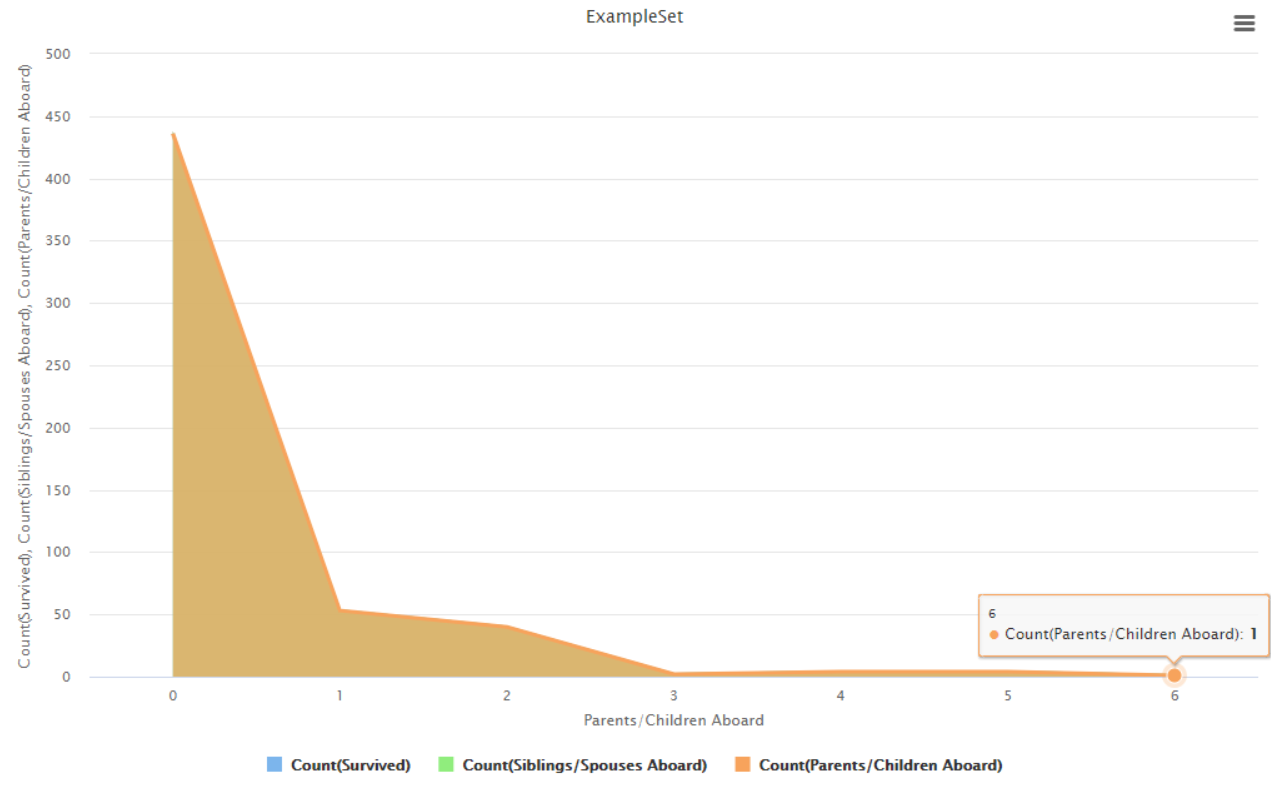 ExampleSet
Count(Survived), Count(Siblings/Spouses Aboard), Count(Parents/Children Aboard)
500
450
400
350
300
250
200
150
100
50
0
6
Count(Parents/Children Aboard): 1
0 1 2 3 4 5 6
Parents/Children Aboard
Count(Survived) Count(Siblings/Spouses Aboard) Count(Parents/Children Aboard)